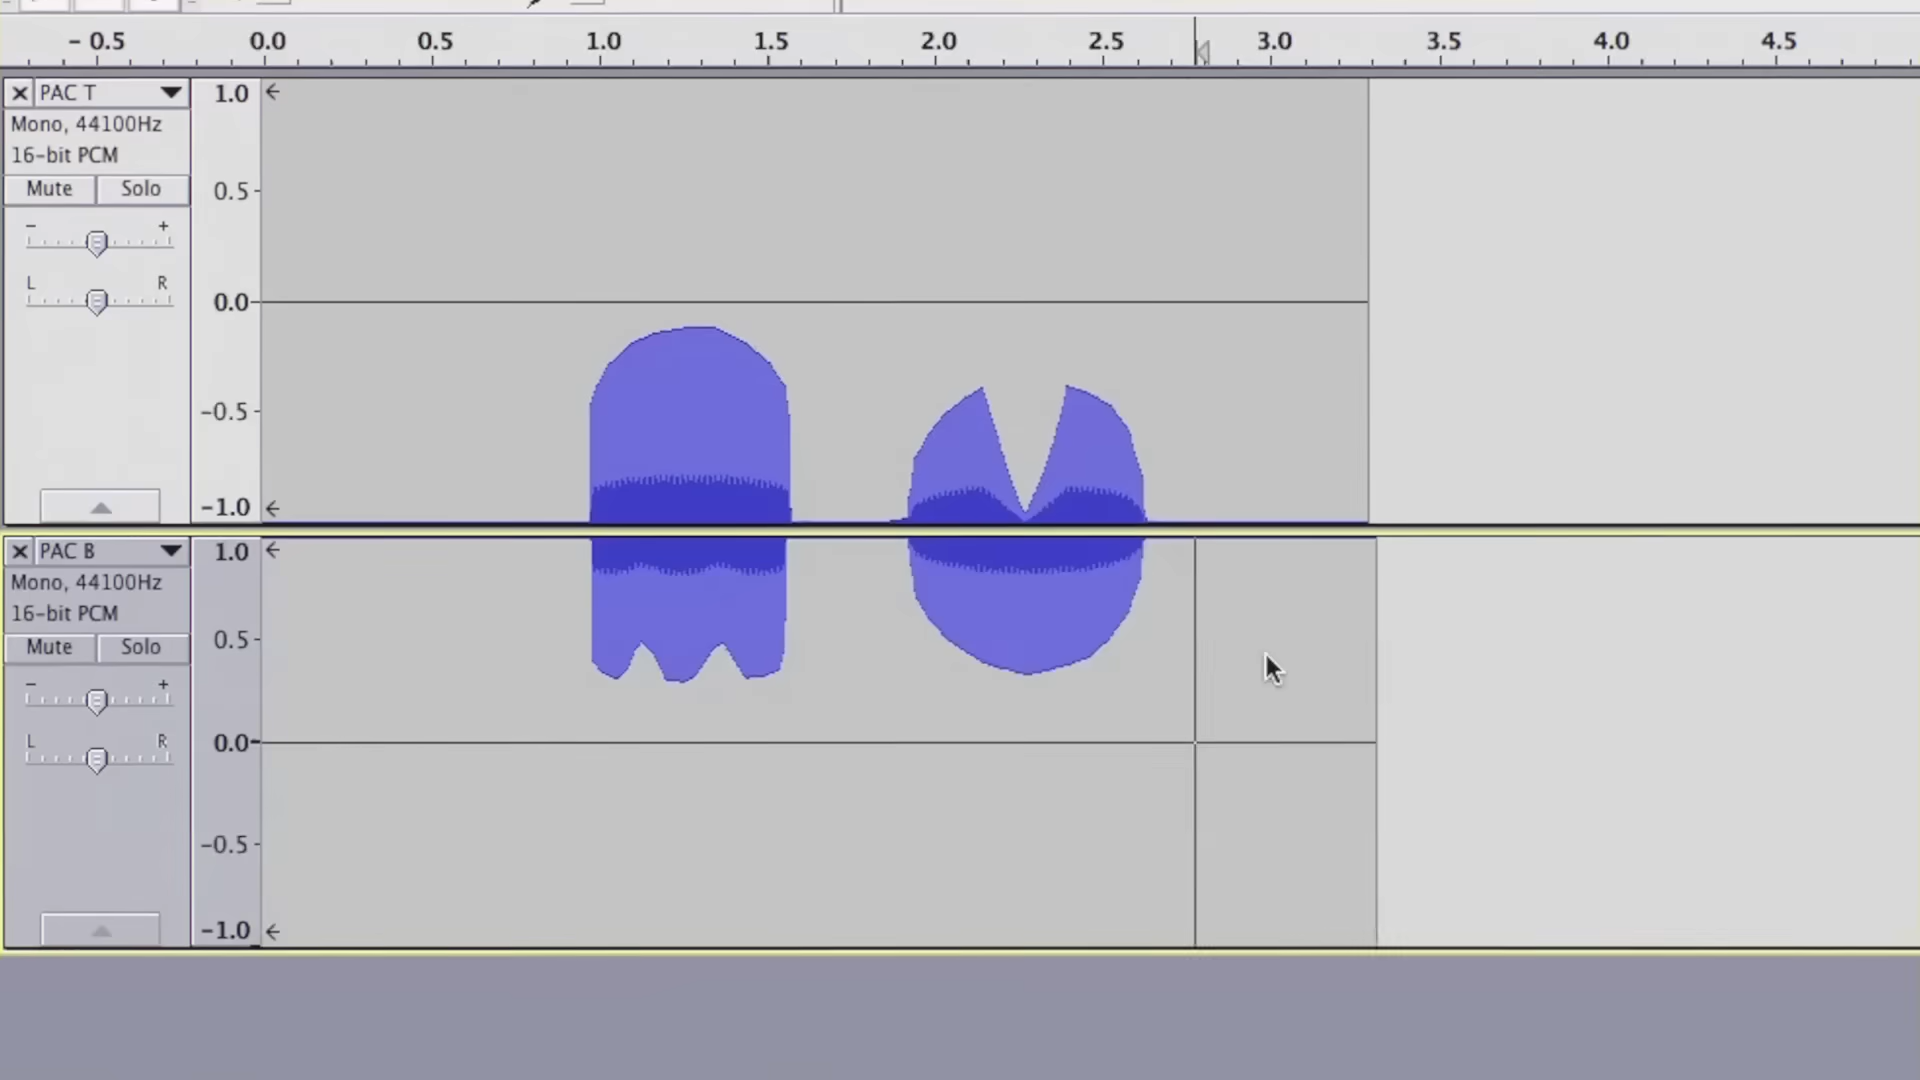 - 0.5 0.0 0.5 1.0 1.5 2.0 2.5 3.0 3.5 4.0 4.5
PAC T
Mono, 44100Hz
16-bit PCM
Mute Solo
- +
L R
1.0
0.5
0.0
-0.5
-1.0
PAC B
Mono, 44100Hz
16-bit PCM
Mute Solo
- +
L R
1.0
0.5
0.0
-0.5
-1.0